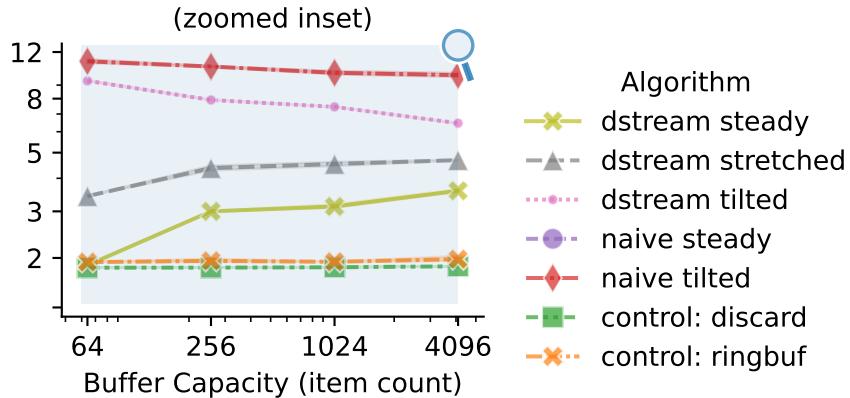 (zoomed inset)
12
8
5
3
2
64 256 1024 4096
Buffer Capacity (item count)
Algorithm
dstream steady
dstream stretched
dstream tilted
naive steady
naive tilted
control: discard
control: ringbuf